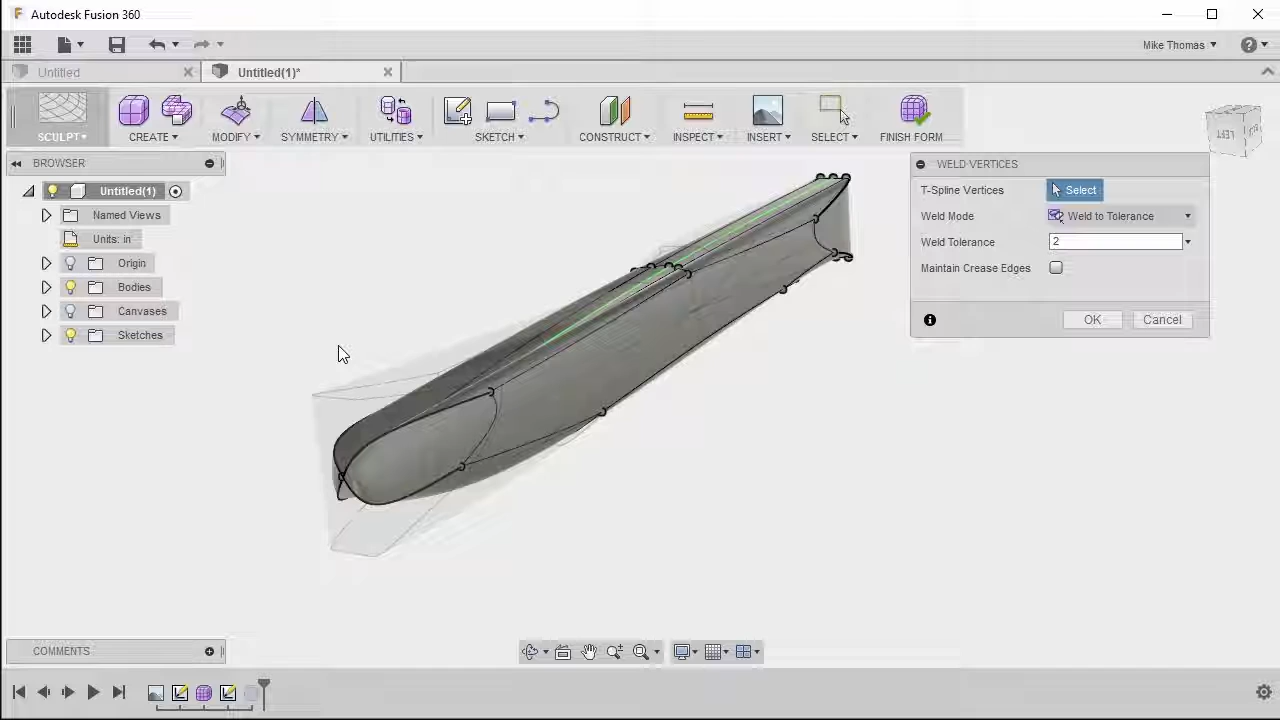 Autodesk Fusion 360
Mike Thomas
Untitled
Untitled(1)*
SCULPT
CREATE
MODIFY
SYMMETRY
UTILITIES
SKETCH
CONSTRUCT
INSPECT
INSERT
SELECT
FINISH FORM
LEFT
BROWSER
Untitled(1)
Named Views
Units: in
Origin
Bodies
Canvases
Sketches
WELD VERTICES
T-Spline Vertices
Select
Weld Mode
Weld to Tolerance
Weld Tolerance
2
Maintain Crease Edges
OK
Cancel
COMMENTS